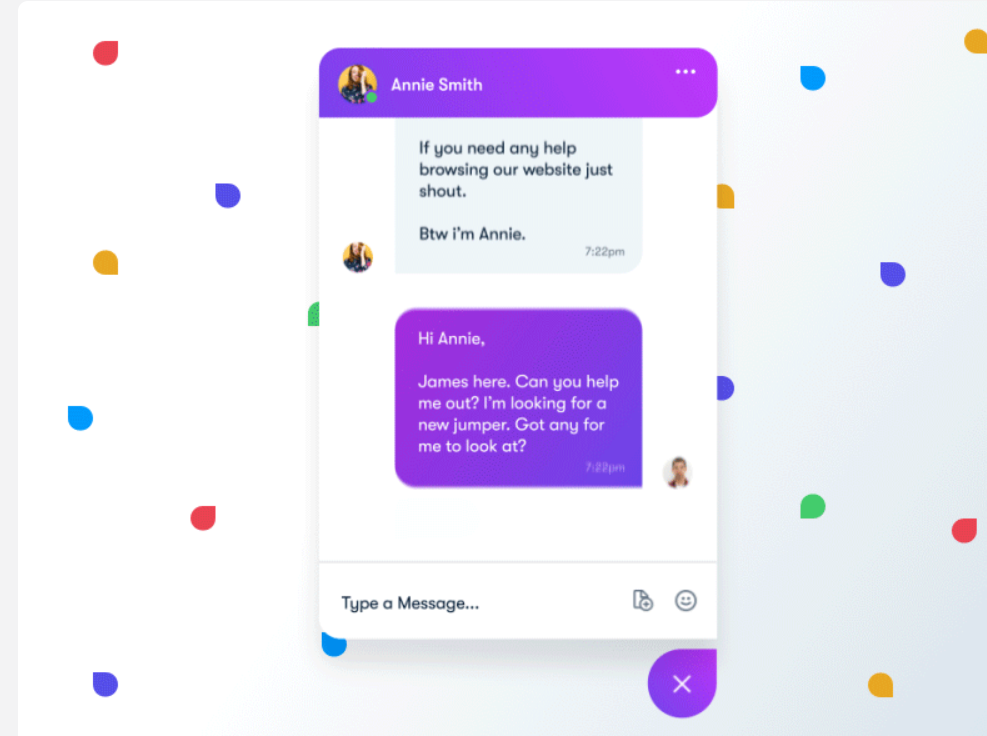 Annie Smith
If you need any help
browsing our website just
shout.
Btw i'm Annie.
7:22pm
Hi Annie,
James here. Can you help
me out? I'm looking for a
new jumper. Got any for
me to look at?
7:22pm
Type a Message...